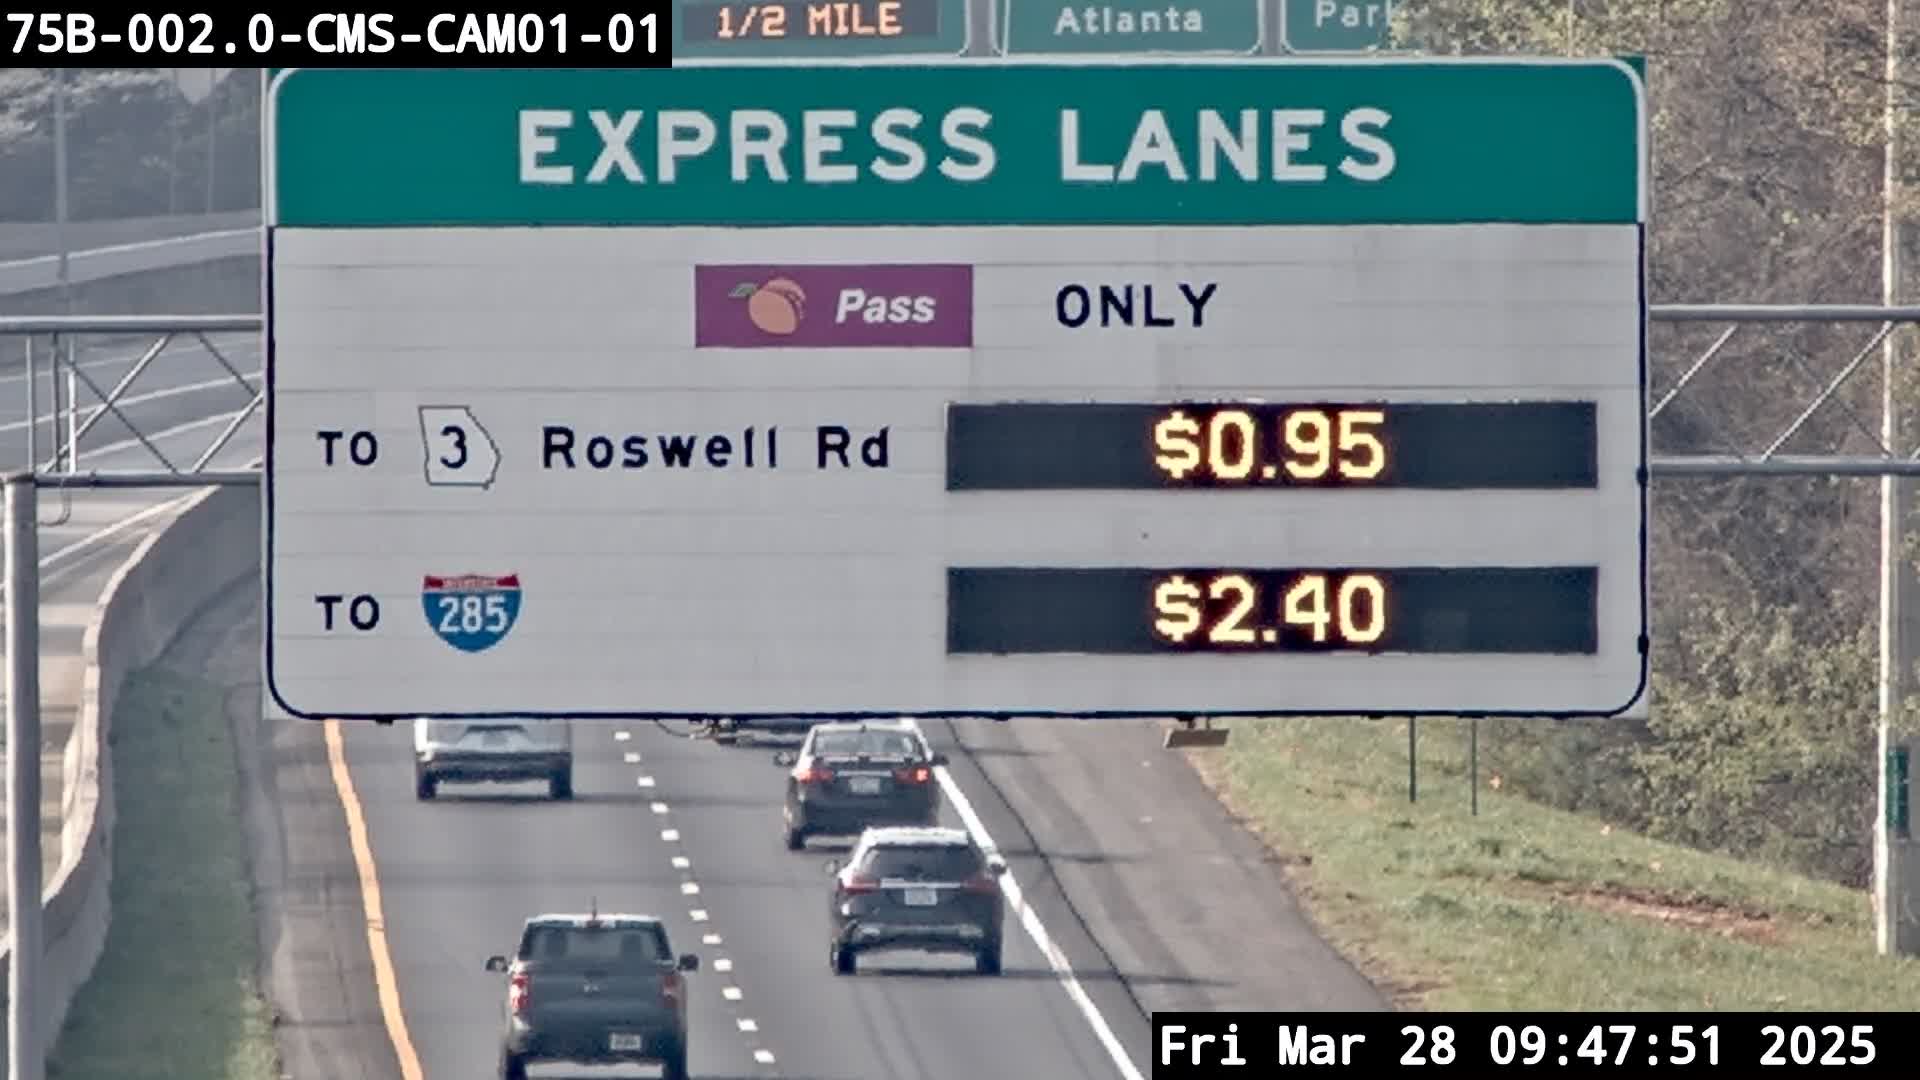 75B-002.0-CMS-CAM01-01
1/2 MILE
Atlanta
EXPRESS LANES
Pass ONLY
TO 3 Roswell Rd $0.95
TO INTERSTATE 285 $2.40
Fri Mar 28 09:47:51 2025